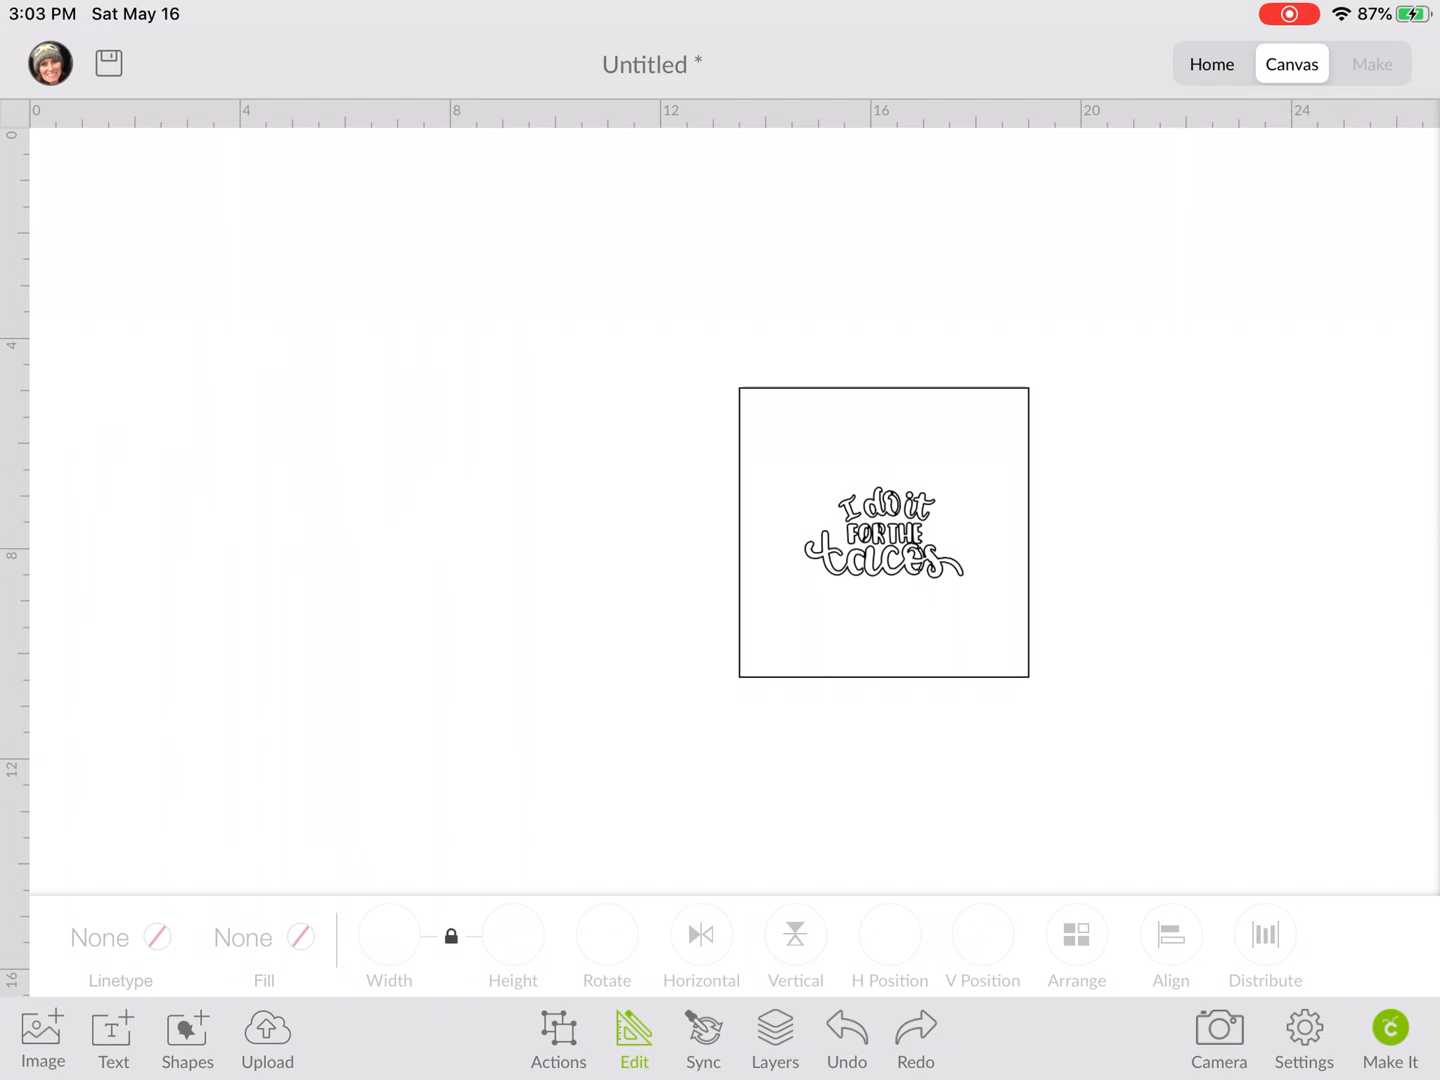 3:03 PM Sat May 16
87%
Untitled *
Home Canvas Make
0 4 8 12 16 20 24
0
4
8
12
16
I do it
FOR THE
tacos
None None
Linetype Fill Width Height Rotate Horizontal Vertical H Position V Position Arrange Align Distribute
Image Text Shapes Upload Actions Edit Sync Layers Undo Redo Camera Settings Make It